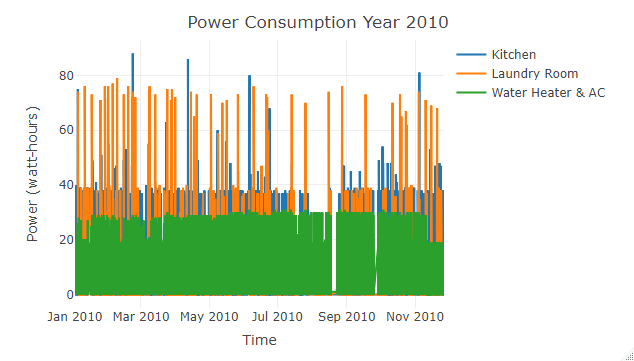 Power Consumption Year 2010
Kitchen
Laundry Room
Water Heater & AC
Power (watt-hours)
80
60
40
20
0
Jan 2010 Mar 2010 May 2010 Jul 2010 Sep 2010 Nov 2010
Time